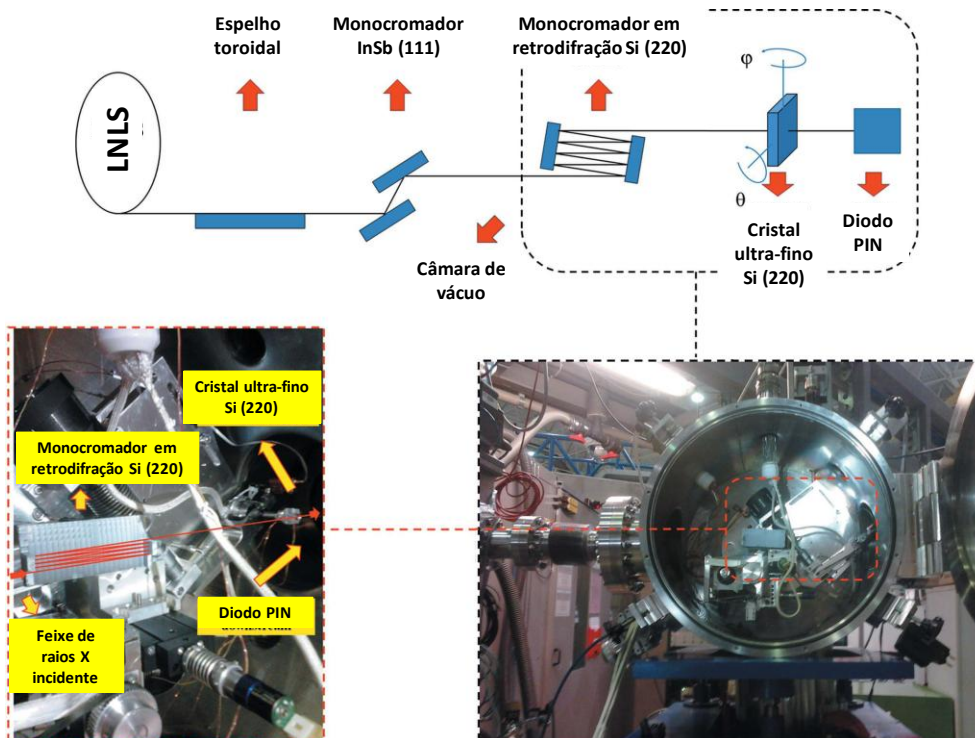 Espelho
toroidal
Monocromador
InSb (111)
Monocromador em
retrodifração Si (220)
LNLS
φ
θ
Cristal
ultra-fino
Si (220)
Diodo
PIN
Câmara de
vácuo
Cristal ultra-fino
Si (220)
Monocromador em
retrodifração Si (220)
Diodo PIN
Feixe de
raios X
incidente